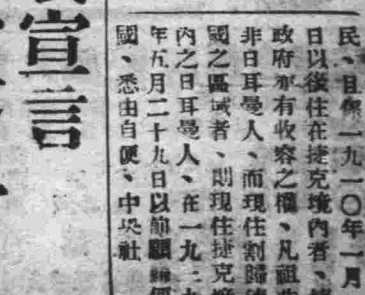 民、且係一九一〇年一月
日以後住在捷克境內者、
政府亦有收容之權、凡祖
非日耳曼人、而現住割歸
國之區域者、則現住捷克
內之日耳曼人、在一九
年五月二十九日以前願歸
國、悉由自便、中央社
宣言